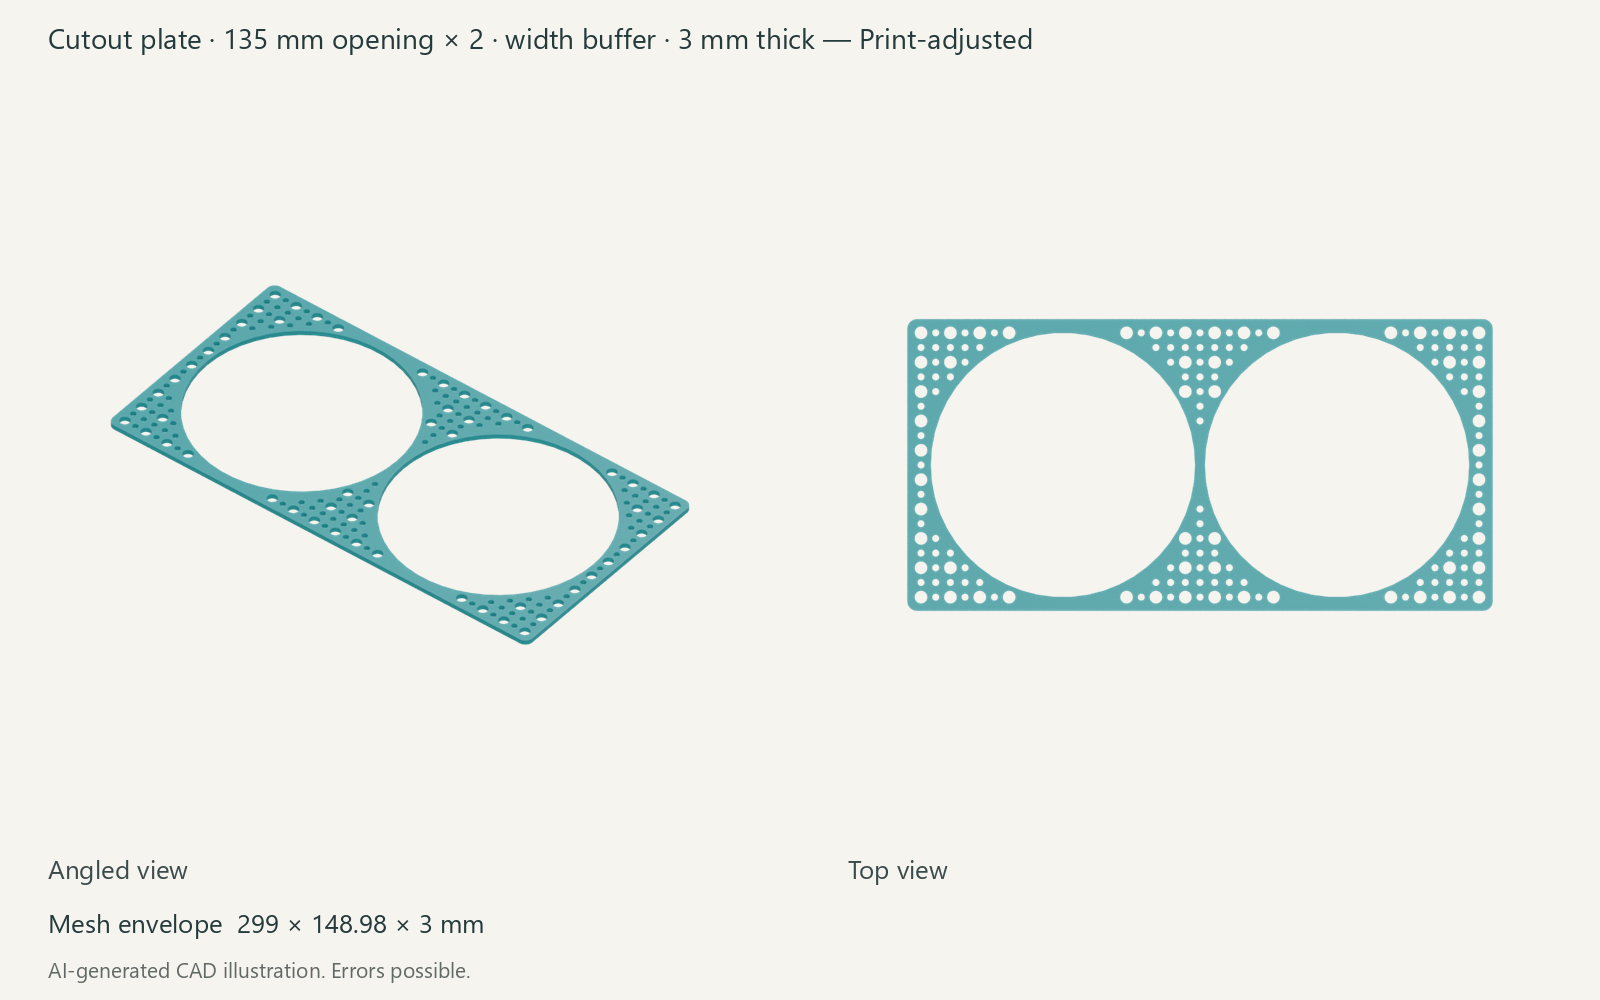 Cutout plate · 135 mm opening × 2 · width buffer · 3 mm thick — Print-adjusted
Angled view
Top view
Mesh envelope 299 × 148.98 × 3 mm
AI-generated CAD illustration. Errors possible.